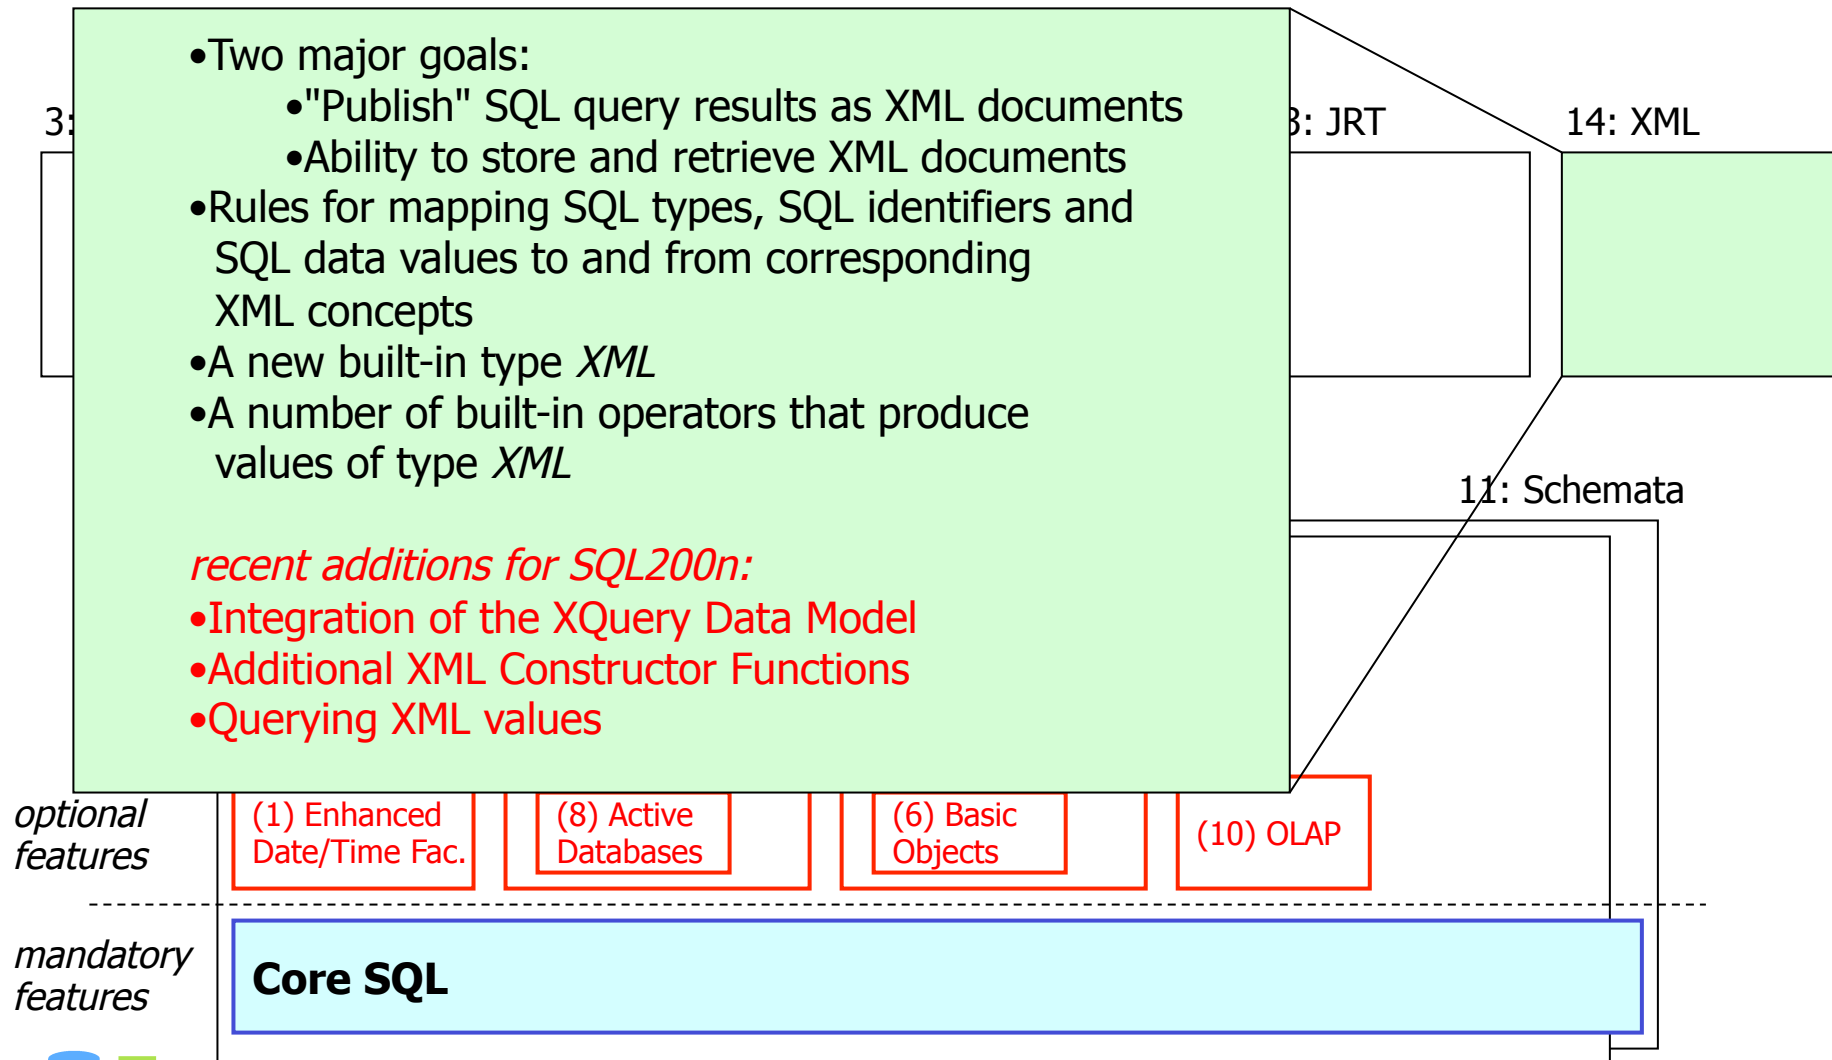 •Two major goals:
•"Publish" SQL query results as XML documents
•Ability to store and retrieve XML documents
•Rules for mapping SQL types, SQL identifiers and
SQL data values to and from corresponding
XML concepts
•A new built-in type XML
•A number of built-in operators that produce
values of type XML
recent additions for SQL200n:
•Integration of the XQuery Data Model
•Additional XML Constructor Functions
•Querying XML values
3:
3: JRT
14: XML
11: Schemata
optional
features
(1) Enhanced
Date/Time Fac.
(8) Active
Databases
(6) Basic
Objects
(10) OLAP
mandatory
features
Core SQL